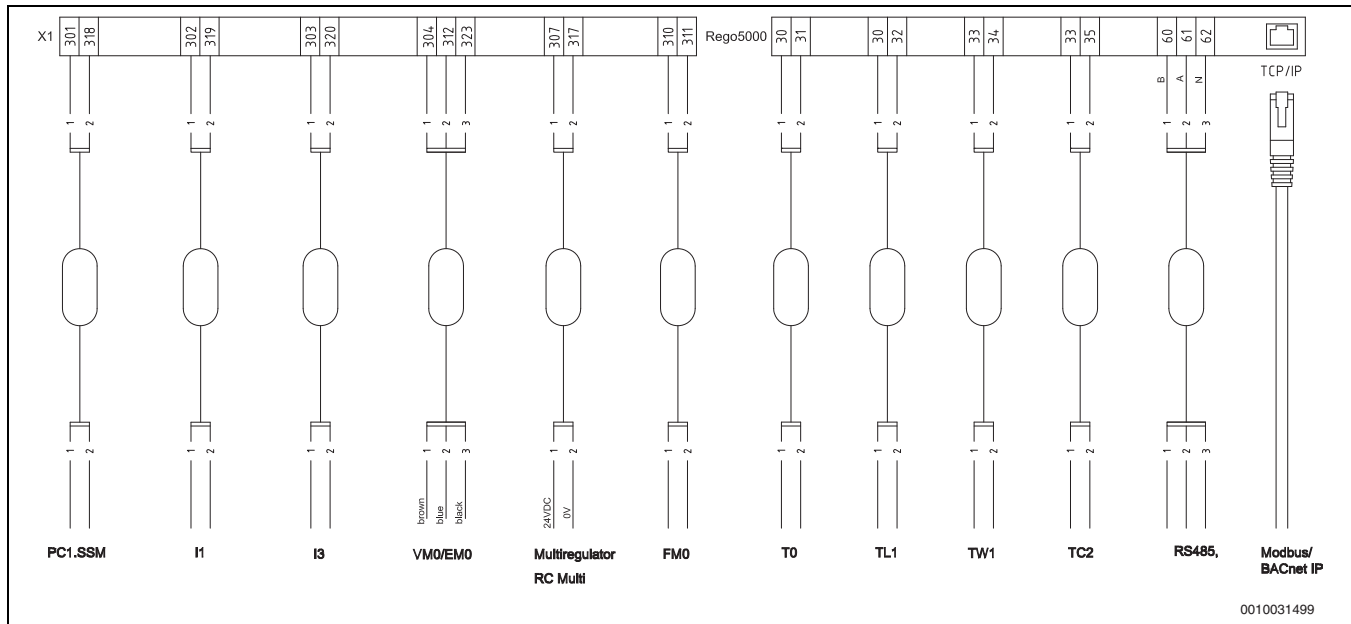 X1 301 318 302 319 303 320 304 312 323 307 317 310 311 Rego5000 30 31 30 32 33 34 33 35 60 61 62
TCP/IP
B A N
1 2 1 2 1 2 1 2 3 1 2 1 2 1 2 1 2 1 2 1 2 1 2 3
1 2 1 2 1 2 1 2 3 1 2 1 2 1 2 1 2 1 2 1 2 1 2 3
brown blue black 24VDC 0V
PC1.SSM I1 I3 VM0/EM0 Multiregulator FM0 T0 TL1 TW1 TC2 RS485, Modbus/
RC Multi BACnet IP
0010031499